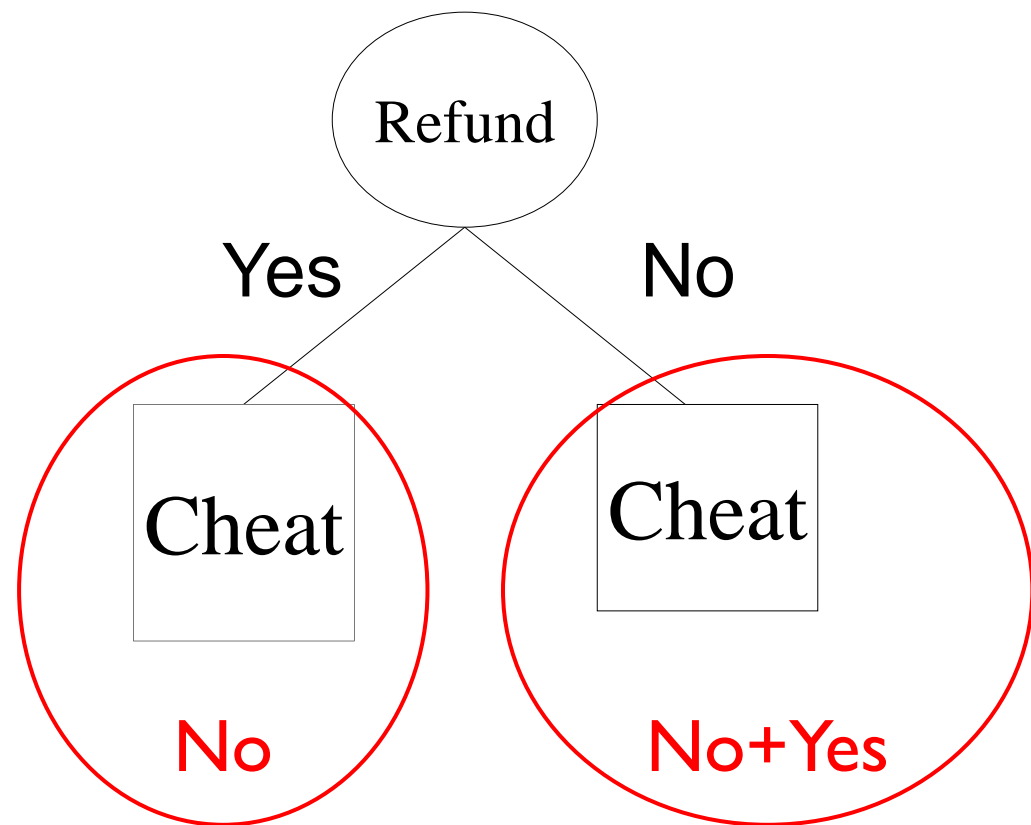 Refund
Yes
No
Cheat
Cheat
No
No+Yes